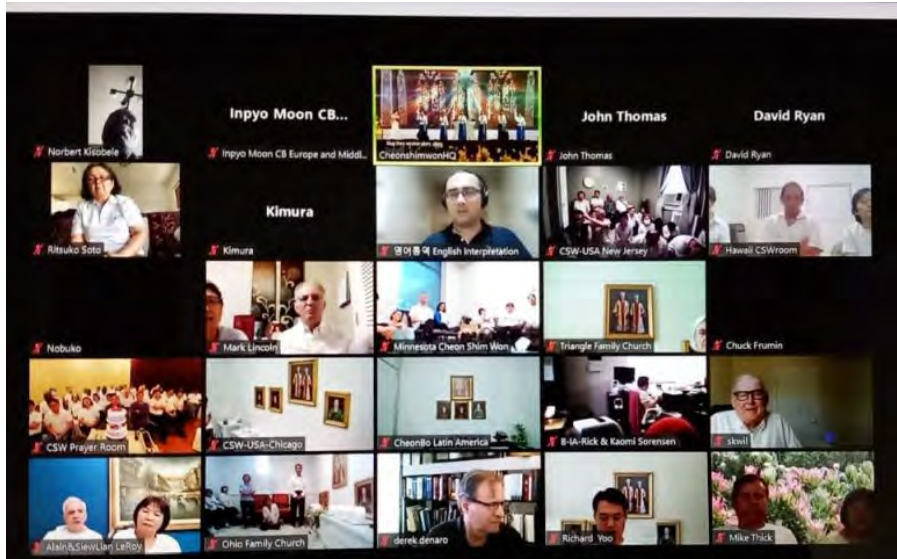 Norbert Kisobele
Inpyo Moon CB...
Inpyo Moon CB Europe and Middl...
CheonshimwonHQ
John Thomas
John Thomas
David Ryan
David Ryan
Ritsuko Soto
Kimura
Kimura
영어통역 English Interpretation
CSW-USA New Jersey
Hawaii CSWroom
Nobuko
Mark Lincoln
Minnesota Cheon Shim Won
Triangle Family Church
Chuck Frumin
CSW Prayer Room
CSW-USA-Chicago
CheonBo Latin America
8-IA-Rick & Kaomi Sorensen
skwil
Alain&SiewLian LeRoy
Ohio Family Church
derek denaro
Richard Yoo
Mike Thick